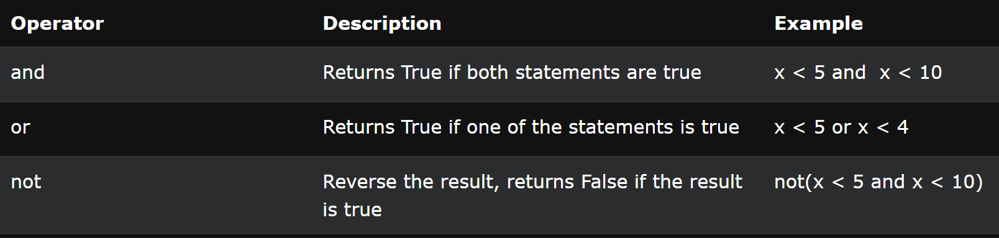 Operator Description Example
and Returns True if both statements are true x < 5 and  x < 10
or Returns True if one of the statements is true x < 5 or x < 4
not Reverse the result, returns False if the result not(x < 5 and x < 10)
is true